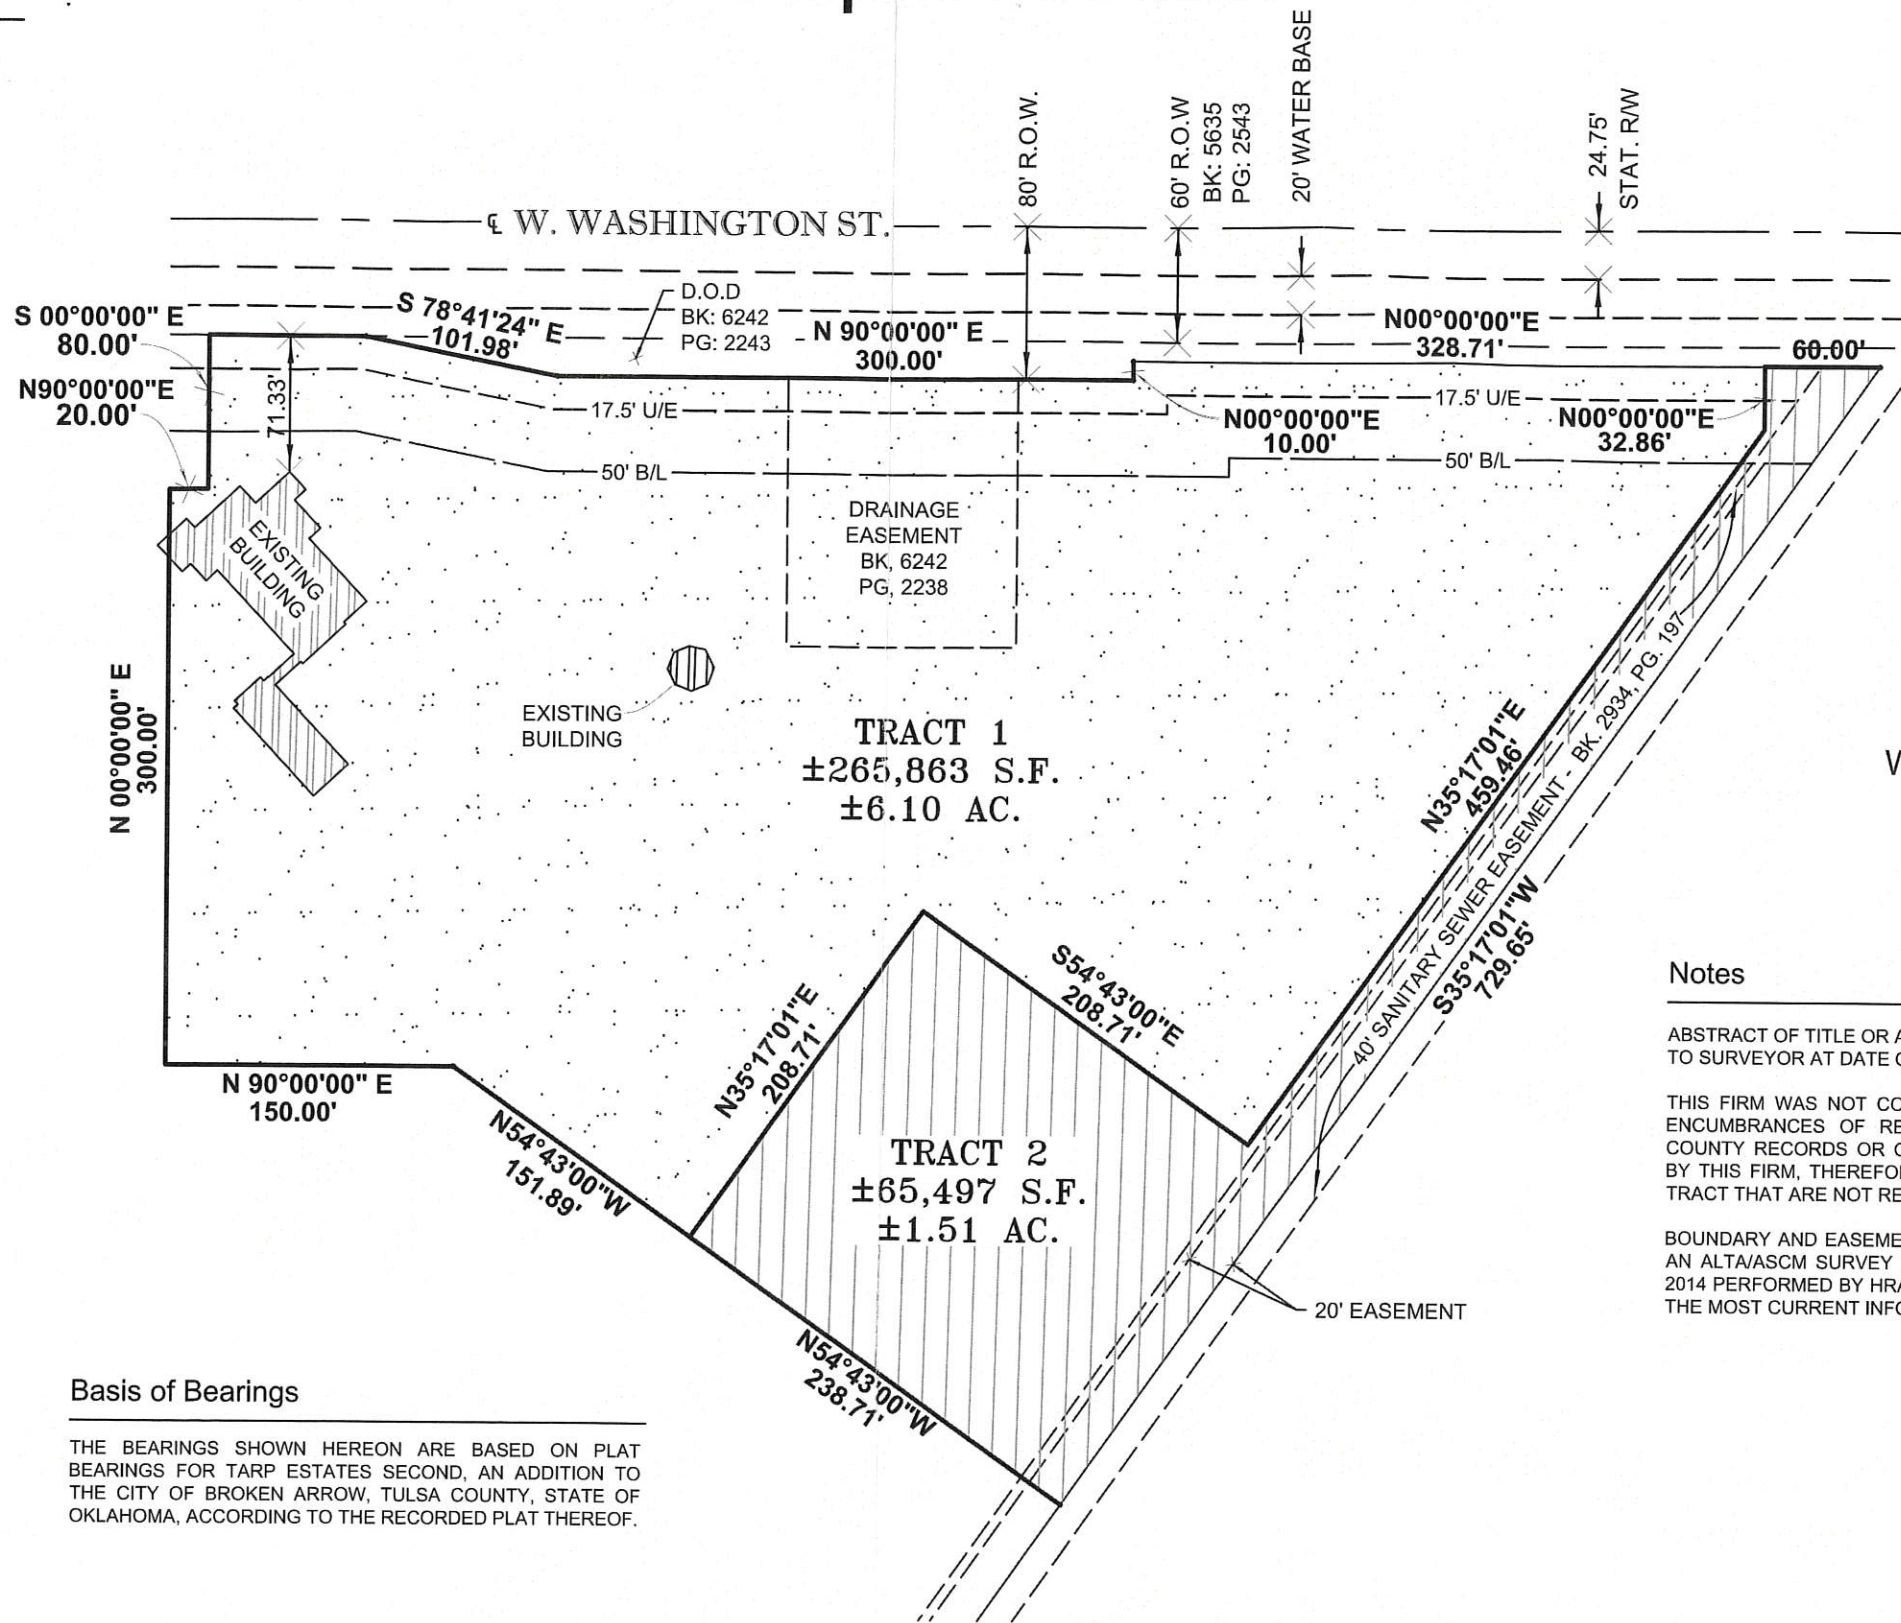 80' R.O.W.
60' R.O.W
BK: 5635
PG: 2543
20' WATER BASE
24.75'
STAT. R/W
℄ W. WASHINGTON ST.
S 00°00'00" E
80.00'
N90°00'00"E
20.00'
71.33'
S 78°41'24" E
101.98'
D.O.D
BK: 6242
PG: 2243
N 90°00'00" E
300.00'
N00°00'00"E
328.71'
60.00'
17.5' U/E
17.5' U/E
N00°00'00"E
10.00'
N00°00'00"E
32.86'
50' B/L
50' B/L
EXISTING
BUILDING
DRAINAGE
EASEMENT
BK, 6242
PG, 2238
N 00°00'00" E
300.00'
EXISTING
BUILDING
TRACT 1
±265,863 S.F.
±6.10 AC.
N35°17'01"E
459.46'
40' SANITARY SEWER EASEMENT - BK. 2934, PG. 197
S35°17'01"W
729.65'
N 90°00'00" E
150.00'
N54°43'00"W
151.89'
N35°17'01"E
208.71'
S54°43'00"E
208.71'
TRACT 2
±65,497 S.F.
±1.51 AC.
N54°43'00"W
238.71'
20' EASEMENT
Basis of Bearings
THE BEARINGS SHOWN HEREON ARE BASED ON PLAT
BEARINGS FOR TARP ESTATES SECOND, AN ADDITION TO
THE CITY OF BROKEN ARROW, TULSA COUNTY, STATE OF
OKLAHOMA, ACCORDING TO THE RECORDED PLAT THEREOF.
Notes
ABSTRACT OF TITLE OR
TO SURVEYOR AT DATE
THIS FIRM WAS NOT
ENCUMBRANCES OF
COUNTY RECORDS OR
BY THIS FIRM,
TRACT THAT ARE NOT
BOUNDARY AND
AN ALTA/ASCM SURVEY
2014 PERFORMED BY
THE MOST CURRENT